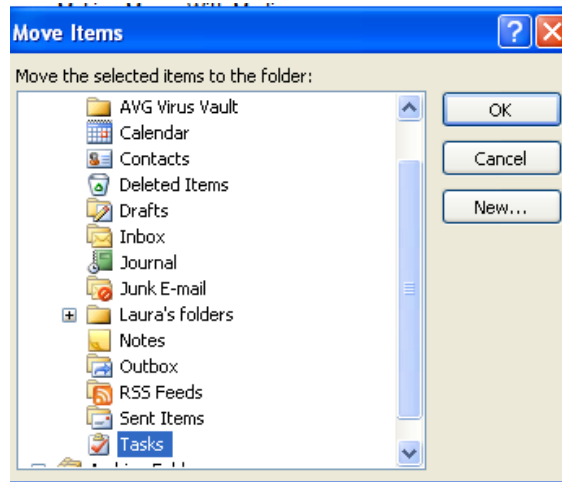 Move Items
Move the selected items to the folder:
AVG Virus Vault
Calendar
Contacts
Deleted Items
Drafts
Inbox
Journal
Junk E-mail
Laura's folders
Notes
Outbox
RSS Feeds
Sent Items
Tasks
OK
Cancel
New...